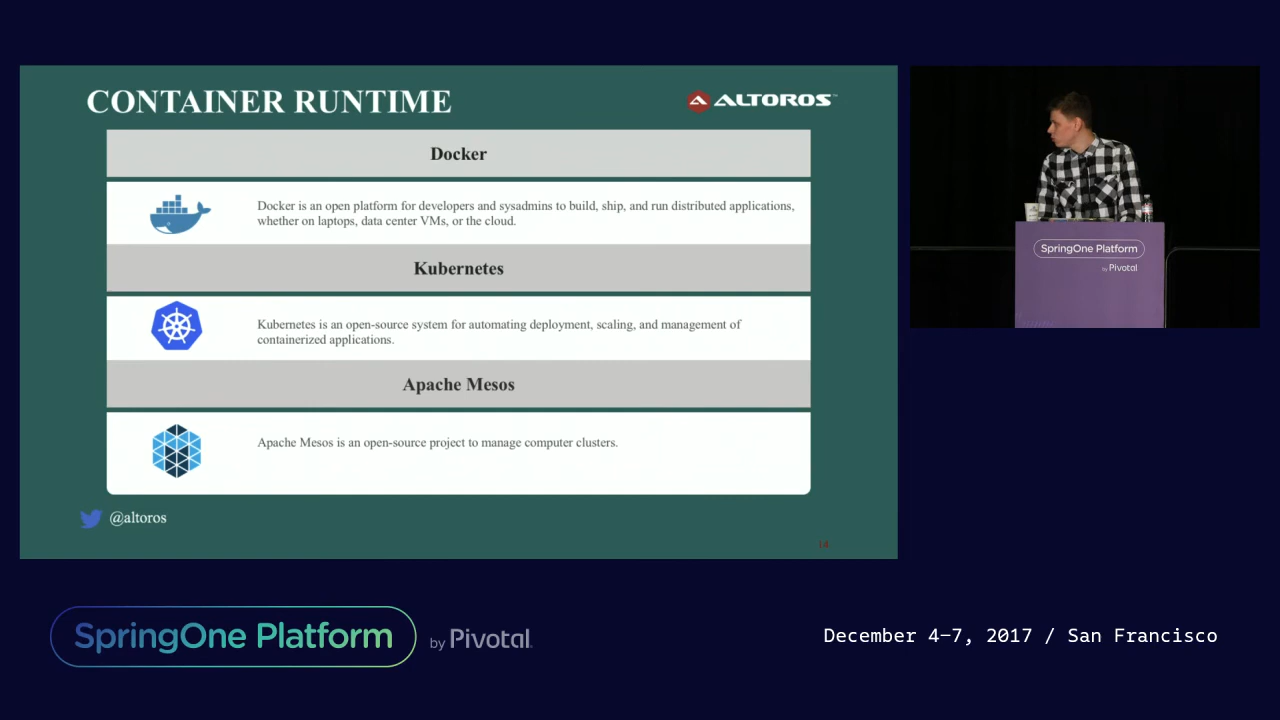 CONTAINER RUNTIME
ALTOROS
Docker
Docker is an open platform for developers and sysadmins to build, ship, and run distributed applications,
whether on laptops, data center VMs, or the cloud.
Kubernetes
Kubernetes is an open-source system for automating deployment, scaling, and management of
containerized applications.
Apache Mesos
Apache Mesos is an open-source project to manage computer clusters.
@altoros
SpringOne Platform
by Pivotal
SpringOne Platform by Pivotal.
December 4–7, 2017 / San Francisco